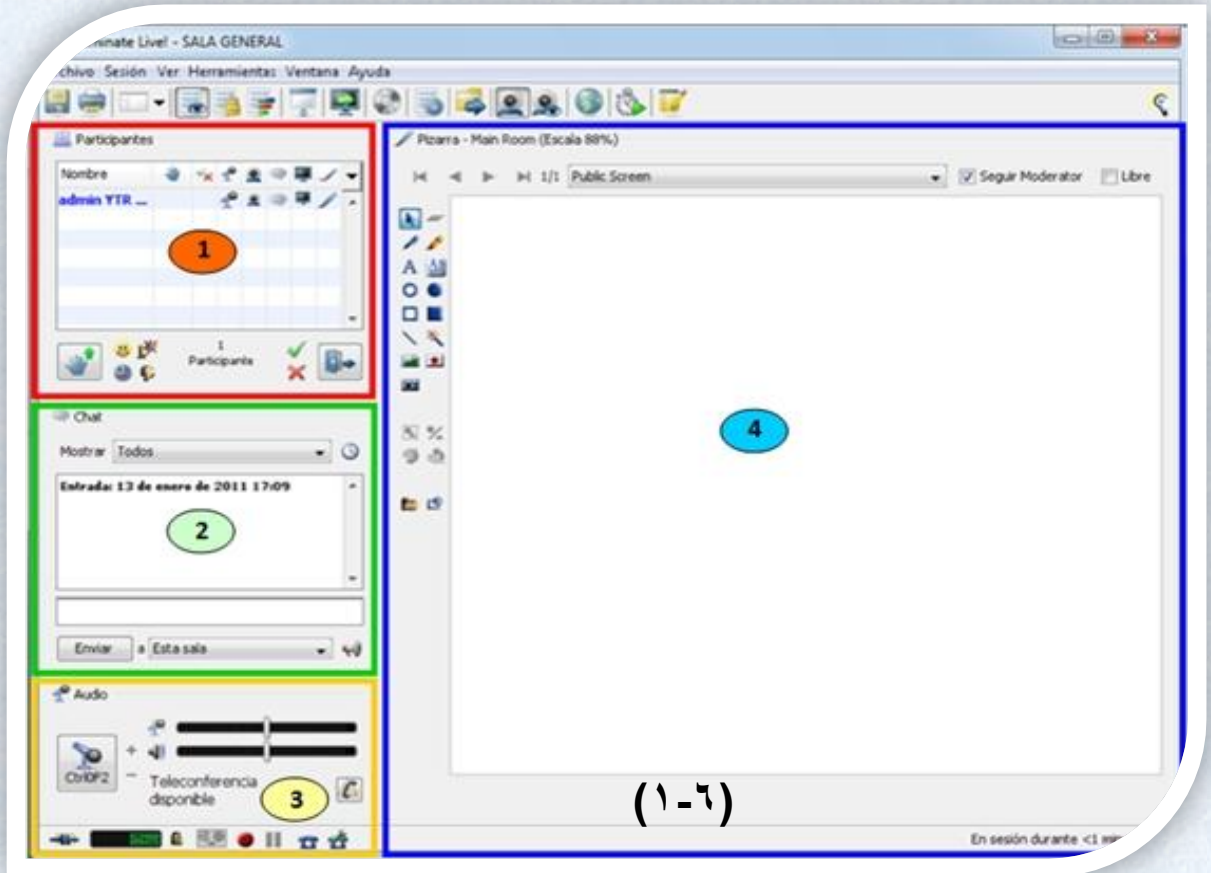 minate Live! - SALA GENERAL
chivo Sesión Ver Herramientas Ventana Ayuda
Participantes
Nombre
admin YTR ...
1
1
Participante
Chat
Mostrar Todos
Entrada: 13 de enero de 2011 17:09
2
Enviar a Esta sala
Audio
CtrlOF2
+
−
Teleconferencia
disponible
3
Pizarra - Main Room (Escala 88%)
1/1 Public Screen Seguir Moderator Libre
A
4
(٦-١)
En sesión durante <1 min